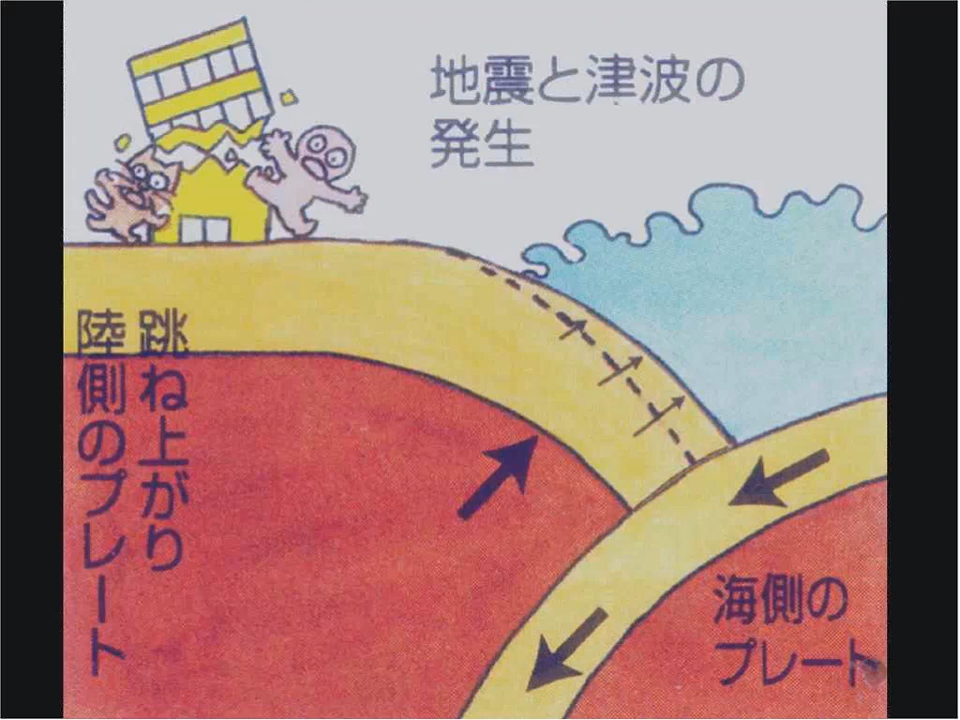 地震と津波の
発生
跳ね上がり
陸側のプレート
海側の
プレート